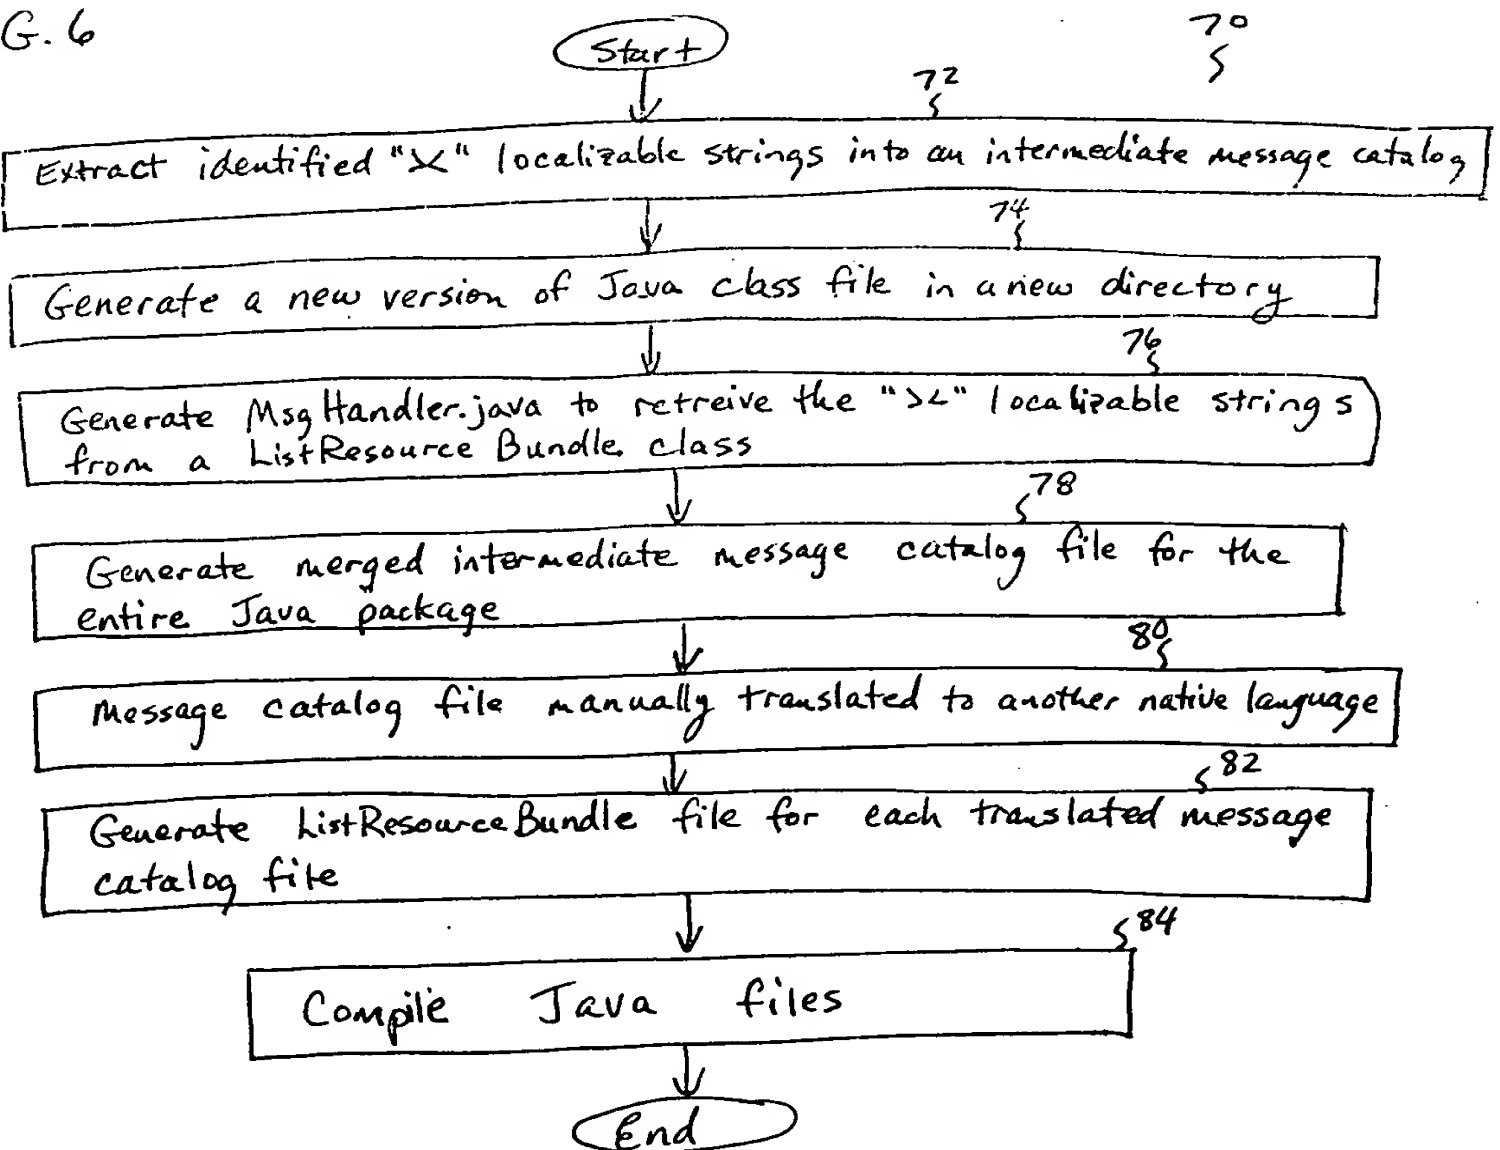 G. 6
70
Start
72
Extract identified "><" localizable strings into an intermediate message catalog
74
Generate a new version of Java class file in a new directory
76
Generate MsgHandler.java to retreive the "><" localizable strings
from a ListResource Bundle class
78
Generate merged intermediate message catalog file for the
entire Java package
80
Message catalog file manually translated to another native language
82
Generate ListResourceBundle file for each translated message
catalog file
84
Compile Java files
End